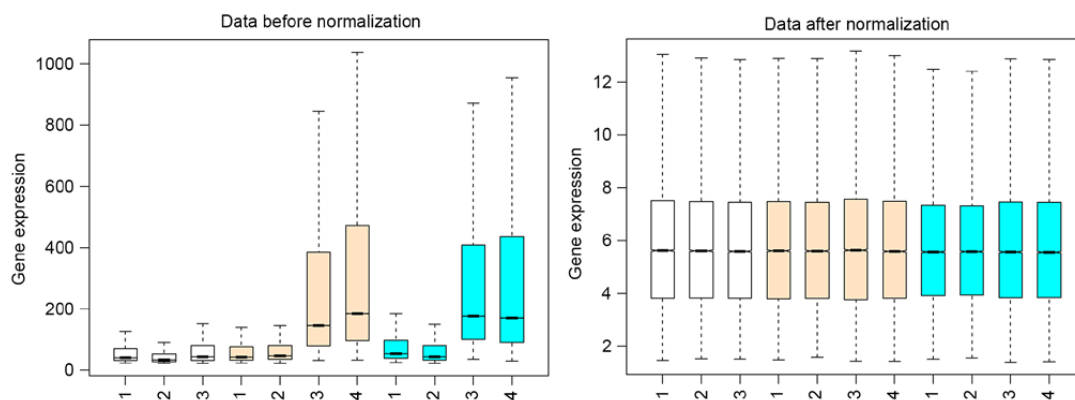 Data before normalization
Gene expression
1000
800
600
400
200
0
1 2 3 1 2 3 4 1 2 3 4
Data after normalization
Gene expression
12
10
8
6
4
2
1 2 3 1 2 3 4 1 2 3 4